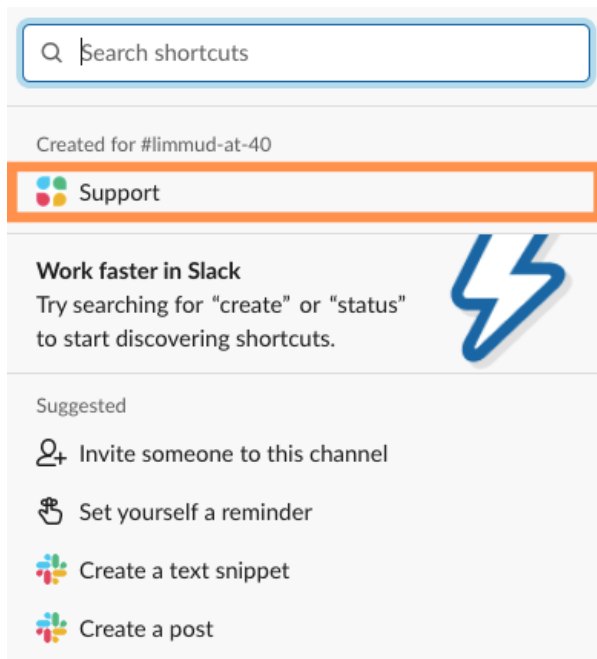 Search shortcuts
Created for #limmud-at-40
Support
Work faster in Slack
Try searching for “create” or “status”
to start discovering shortcuts.
Suggested
Invite someone to this channel
Set yourself a reminder
Create a text snippet
Create a post